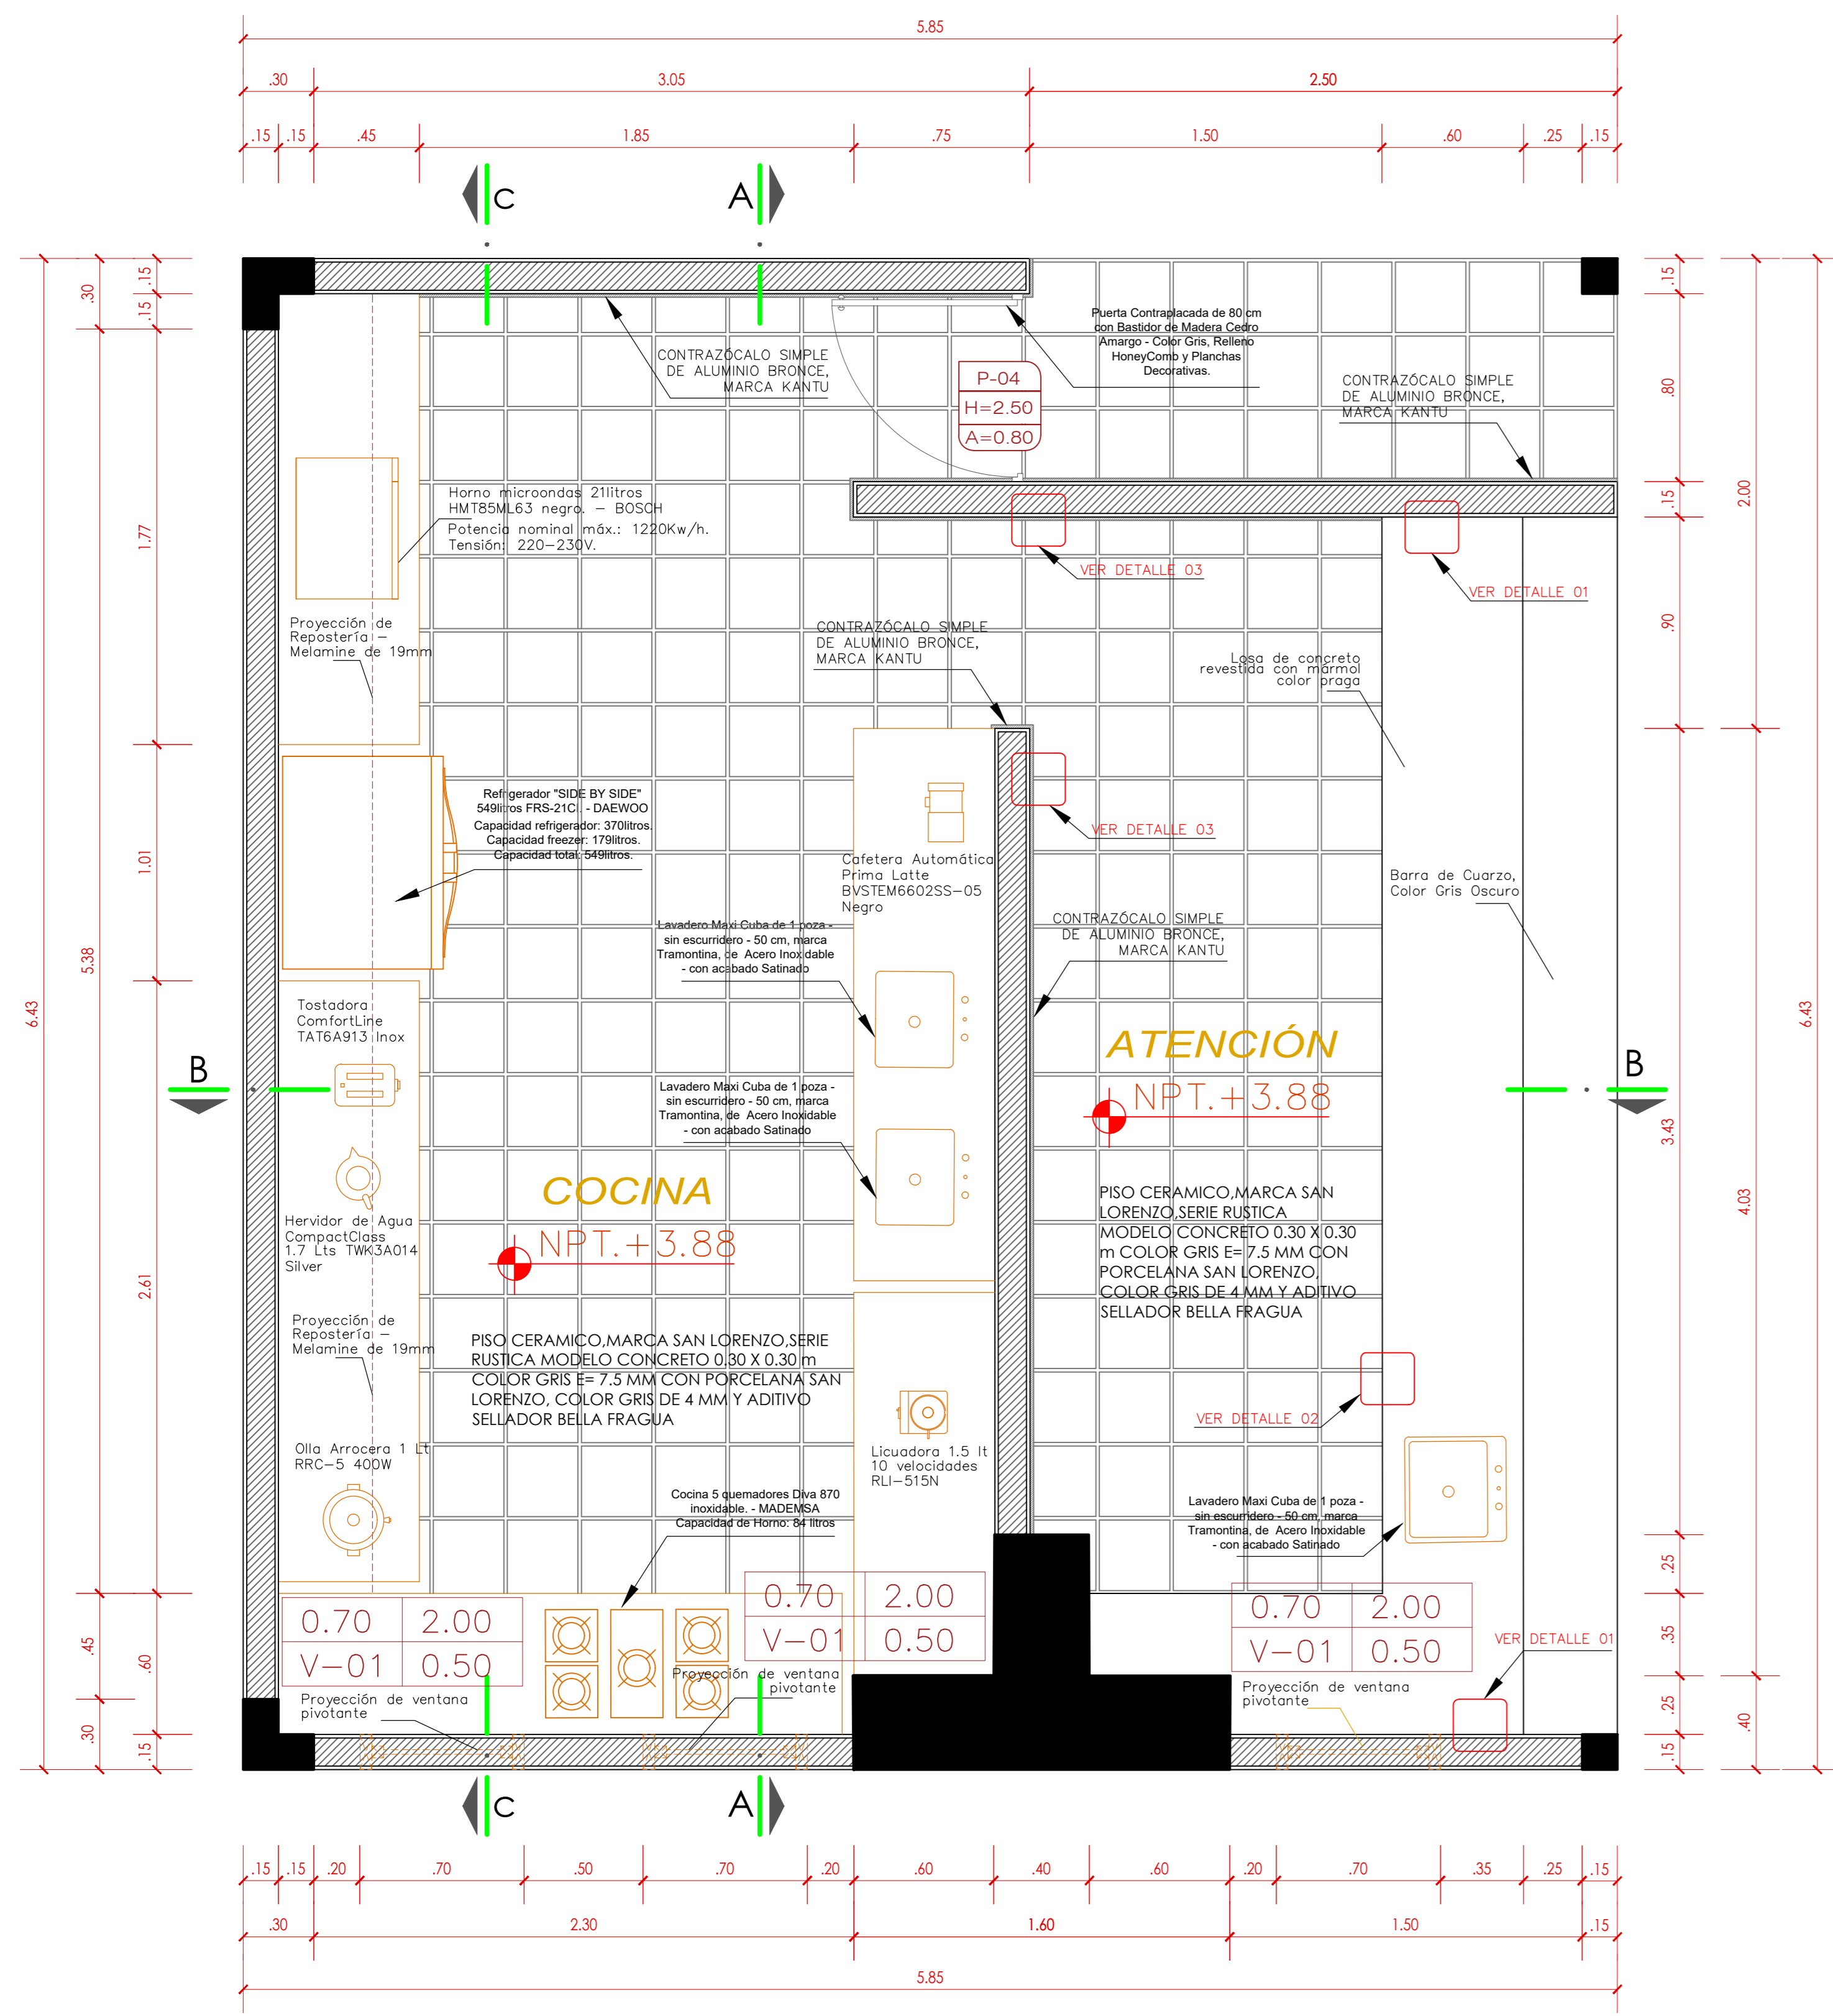 5.85
.30
3.05
2.50
.15
.15
.45
1.85
.75
1.50
.60
.25
.15
C
A
6.43
5.38
.30
.15
.15
1.77
1.01
2.61
.45
.30
.60
.15
.15
.80
.15
.90
3.43
.25
.35
.25
.15
2.00
4.03
.40
6.43
CONTRAZÓCALO SIMPLE
DE ALUMINIO BRONCE,
MARCA KANTU
Puerta Contraplacada de 80 cm
con Bastidor de Madera Cedro
Amargo - Color Gris, Relleno
HoneyComb y Planchas
Decorativas.
P-04
H=2.50
A=0.80
CONTRAZÓCALO SIMPLE
DE ALUMINIO BRONCE,
MARCA KANTU
Horno microondas 21litros
HMT85ML63 negro. - BOSCH
Potencia nominal máx.: 1220Kw/h.
Tensión: 220-230V.
VER DETALLE 03
VER DETALLE 01
Proyección de
Repostería -
Melamine de 19mm
CONTRAZÓCALO SIMPLE
DE ALUMINIO BRONCE,
MARCA KANTU
Losa de concreto
revestida con mármol
color praga
Refrigerador "SIDE BY SIDE"
549litros FRS-21CI. - DAEWOO
Capacidad refrigerador: 370litros.
Capacidad freezer: 179litros.
Capacidad total: 549litros.
VER DETALLE 03
Cafetera Automática
Prima Latte
BVSTEM6602SS-05
Negro
Barra de Cuarzo,
Color Gris Oscuro
Lavadero Maxi Cuba de 1 poza -
sin escurridero - 50 cm, marca
Tramontina, de Acero Inoxidable
- con acabado Satinado
CONTRAZÓCALO SIMPLE
DE ALUMINIO BRONCE,
MARCA KANTU
Tostadora
ComfortLine
TAT6A913 Inox
ATENCIÓN
NPT.+3.88
B
B
Lavadero Maxi Cuba de 1 poza -
sin escurridero - 50 cm, marca
Tramontina, de Acero Inoxidable
- con acabado Satinado
COCINA
NPT.+3.88
Hervidor de Agua
CompactClass
1.7 Lts TWK3A014
Silver
PISO CERAMICO,MARCA SAN
LORENZO,SERIE RUSTICA
MODELO CONCRETO 0.30 X 0.30
m COLOR GRIS E= 7.5 MM CON
PORCELANA SAN LORENZO,
COLOR GRIS DE 4 MM Y ADITIVO
SELLADOR BELLA FRAGUA
Proyección de
Repostería -
Melamine de 19mm
PISO CERAMICO,MARCA SAN LORENZO,SERIE
RUSTICA MODELO CONCRETO 0.30 X 0.30 m
COLOR GRIS E= 7.5 MM CON PORCELANA SAN
LORENZO, COLOR GRIS DE 4 MM Y ADITIVO
SELLADOR BELLA FRAGUA
VER DETALLE 02
Olla Arrocera 1 Lt
RRC-5 400W
Licuadora 1.5 lt
10 velocidades
RLI-515N
Cocina 5 quemadores Diva 870
inoxidable. - MADEMSA
Capacidad de Horno: 84 litros
Lavadero Maxi Cuba de 1 poza -
sin escurridero - 50 cm, marca
Tramontina, de Acero Inoxidable
- con acabado Satinado
0.70 2.00
V-01 0.50
0.70 2.00
V-01 0.50
0.70 2.00
V-01 0.50
VER DETALLE 01
Proyección de ventana
pivotante
Proyección de ventana
pivotante
Proyección de ventana
pivotante
C
A
.15
.15
.20
.70
.50
.70
.20
.60
.40
.60
.20
.70
.35
.25
.15
.30
2.30
1.60
1.50
.15
5.85